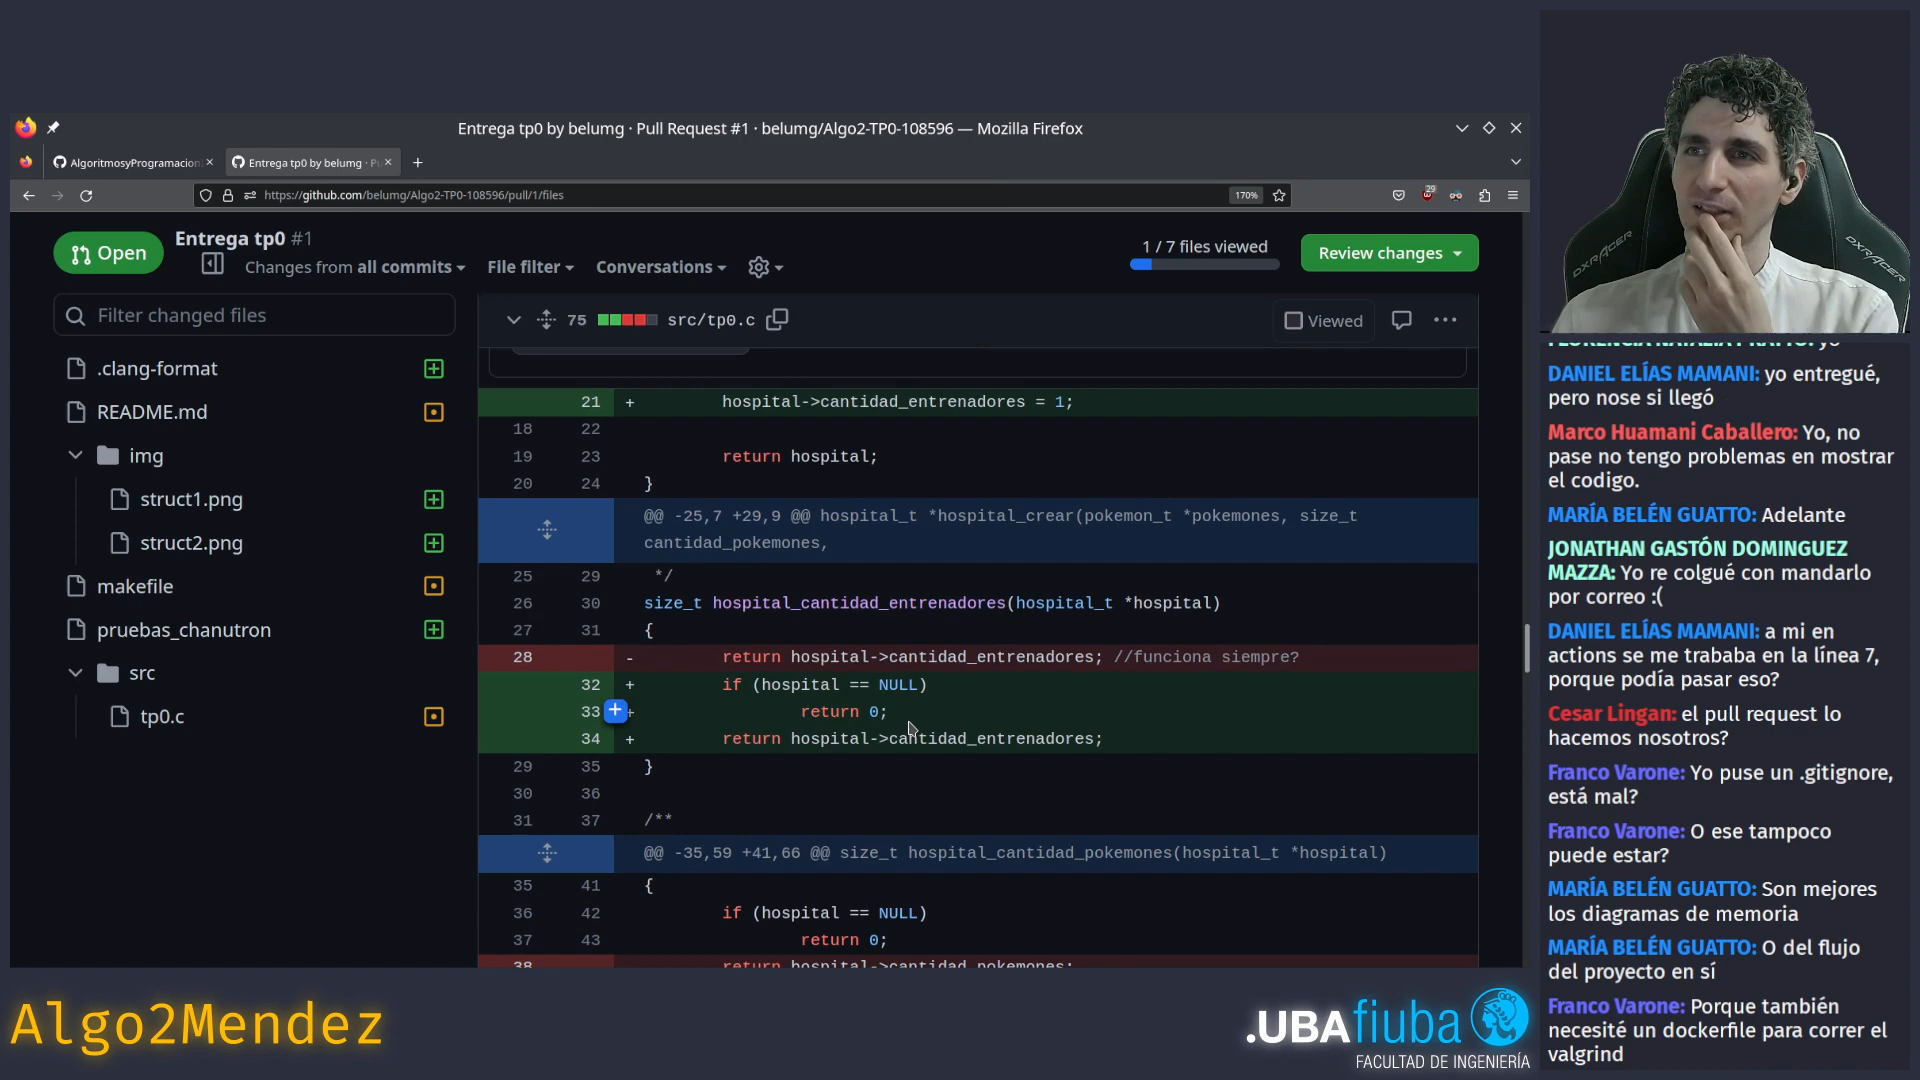 Entrega tp0 by belumg · Pull Request #1 · belumg/Algo2-TP0-108596 — Mozilla Firefox
AlgoritmosyProgramacion
Entrega tp0 by belumg · Pu
https://github.com/belumg/Algo2-TP0-108596/pull/1/files
170%
29
Open
Entrega tp0 #1
Changes from all commits
File filter
Conversations
1 / 7 files viewed
Review changes
Filter changed files
.clang-format
README.md
img
struct1.png
struct2.png
makefile
pruebas_chanutron
src
tp0.c
75
src/tp0.c
Viewed
21 + hospital->cantidad_entrenadores = 1;
18 22
19 23 return hospital;
20 24 }
@@ -25,7 +29,9 @@ hospital_t *hospital_crear(pokemon_t *pokemones, size_t
cantidad_pokemones,
25 29 */
26 30 size_t hospital_cantidad_entrenadores(hospital_t *hospital)
27 31 {
28 - return hospital->cantidad_entrenadores; //funciona siempre?
32 + if (hospital == NULL)
33 + return 0;
34 + return hospital->cantidad_entrenadores;
29 35 }
30 36
31 37 /**
@@ -35,59 +41,66 @@ size_t hospital_cantidad_pokemones(hospital_t *hospital)
35 41 {
36 42 if (hospital == NULL)
37 43 return 0;
38 return hospital->cantidad_pokemones;
DXRACER
DXRACER
FLORENCIA NATALIA PRATTO: yo
DANIEL ELÍAS MAMANI: yo entregué,
pero nose si llegó
Marco Huamani Caballero: Yo, no
pase no tengo problemas en mostrar
el codigo.
MARÍA BELÉN GUATTO: Adelante
JONATHAN GASTÓN DOMINGUEZ
MAZZA: Yo re colgué con mandarlo
por correo :(
DANIEL ELÍAS MAMANI: a mi en
actions se me trababa en la línea 7,
porque podía pasar eso?
Cesar Lingan: el pull request lo
hacemos nosotros?
Franco Varone: Yo puse un .gitignore,
está mal?
Franco Varone: O ese tampoco
puede estar?
MARÍA BELÉN GUATTO: Son mejores
los diagramas de memoria
MARÍA BELÉN GUATTO: O del flujo
del proyecto en sí
Franco Varone: Porque también
necesité un dockerfile para correr el
valgrind
Algo2Mendez
.UBAfiuba
FACULTAD DE INGENIERÍA